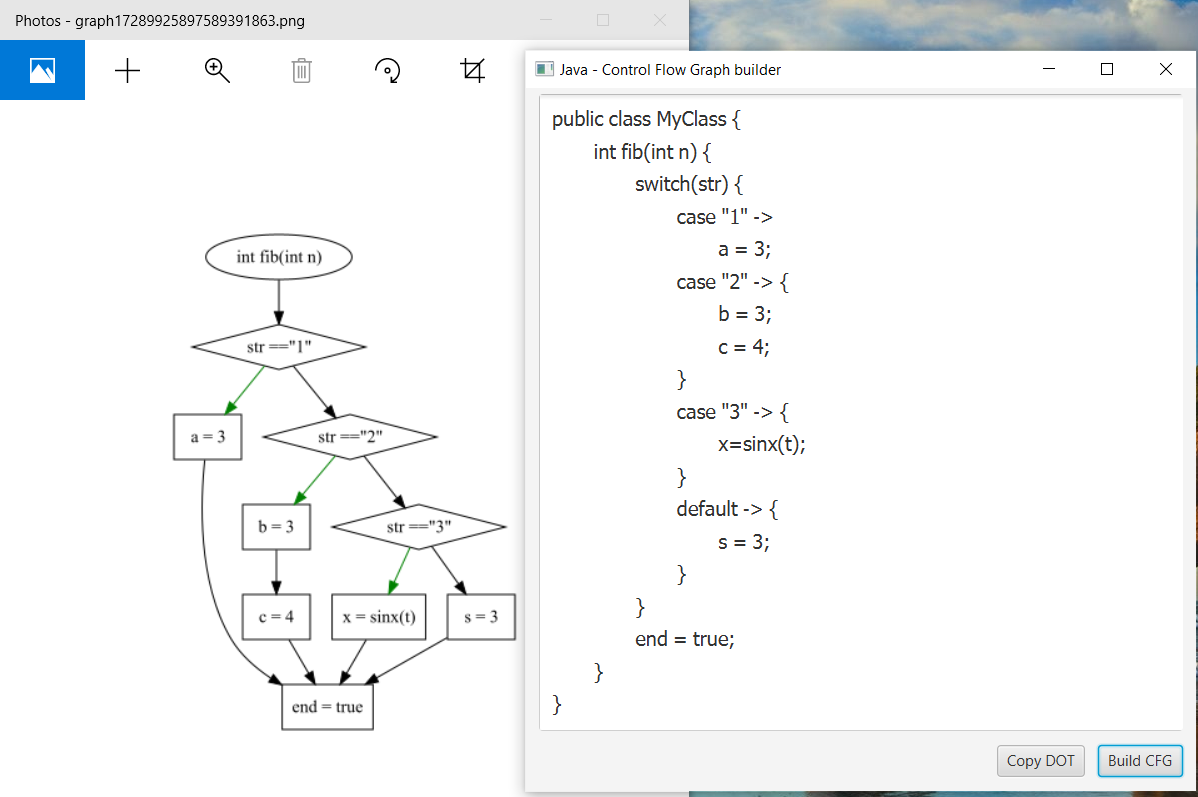 Photos - graph17289925897589391863.png
int fib(int n)
str =="1"
a = 3
str =="2"
b = 3
str =="3"
c = 4
x = sinx(t)
s = 3
end = true
Java - Control Flow Graph builder
public class MyClass {
int fib(int n) {
switch(str) {
case "1" ->
a = 3;
case "2" -> {
b = 3;
c = 4;
}
case "3" -> {
x=sinx(t);
}
default -> {
s = 3;
}
}
end = true;
}
}
Copy DOT
Build CFG